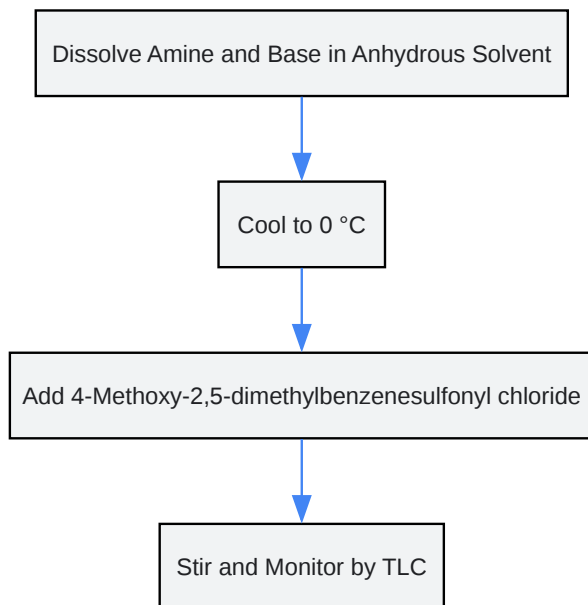 Dissolve Amine and Base in Anhydrous Solvent
Cool to 0 °C
Add 4-Methoxy-2,5-dimethylbenzenesulfonyl chloride
Stir and Monitor by TLC